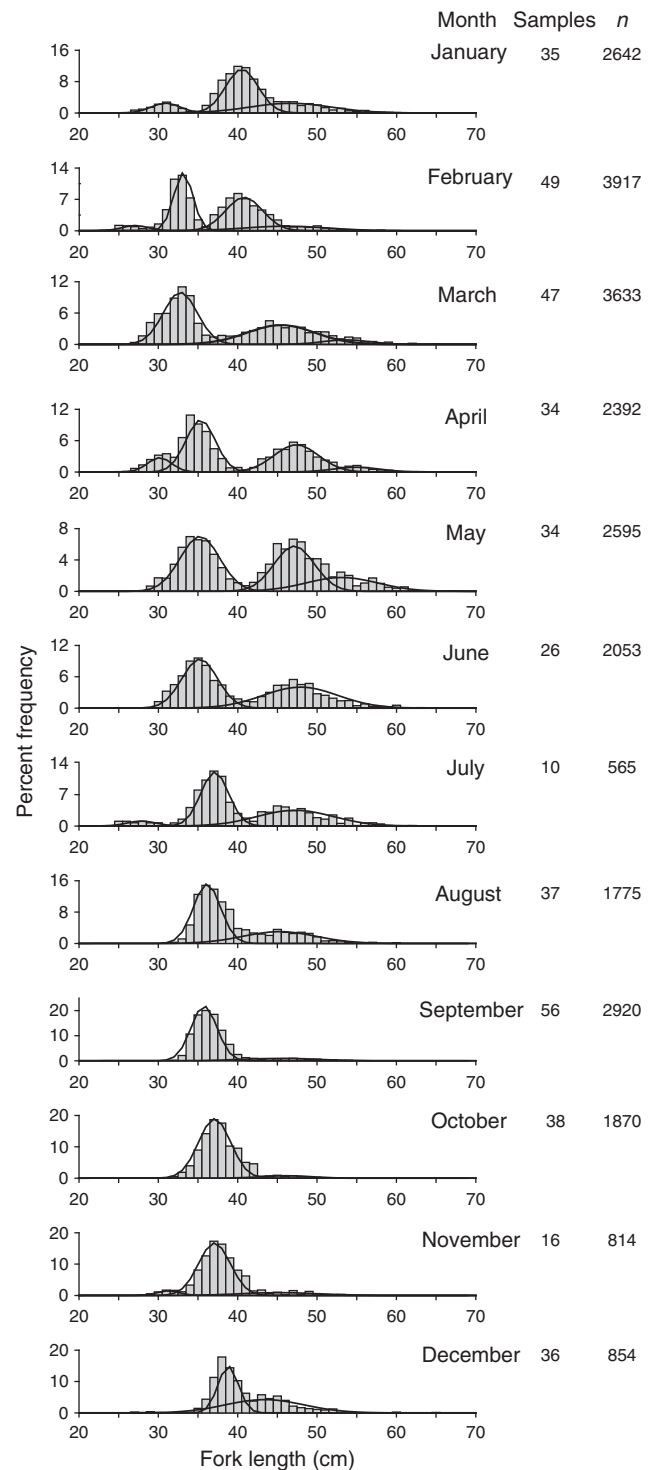 Month Samples n
January 35 2642
16
8
0
20 30 40 50 60 70
February 49 3917
14
7
0
20 30 40 50 60 70
March 47 3633
12
6
0
20 30 40 50 60 70
April 34 2392
12
6
0
20 30 40 50 60 70
May 34 2595
8
4
0
20 30 40 50 60 70
Percent frequency
June 26 2053
12
6
0
20 30 40 50 60 70
July 10 565
14
7
0
20 30 40 50 60 70
August 37 1775
16
8
0
20 30 40 50 60 70
September 56 2920
20
10
0
20 30 40 50 60 70
October 38 1870
20
10
0
20 30 40 50 60 70
November 16 814
20
10
0
20 30 40 50 60 70
December 36 854
20
10
0
20 30 40 50 60 70
Fork length (cm)